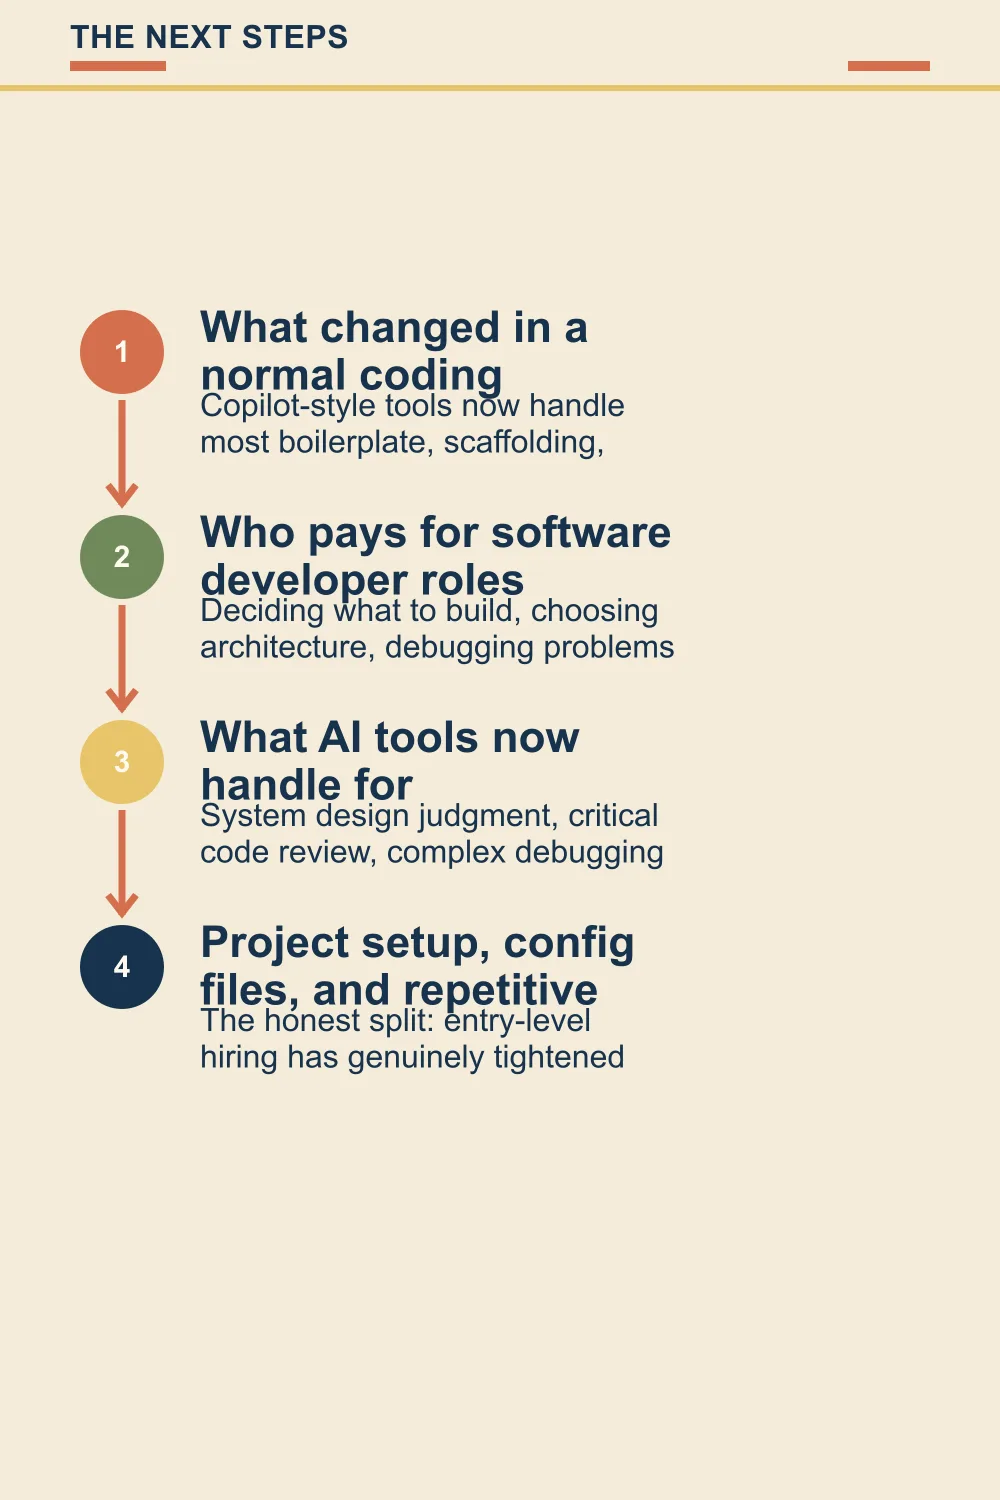 THE NEXT STEPS
1
What changed in a
normal coding
Copilot-style tools now handle
most boilerplate, scaffolding,
2
Who pays for software
developer roles
Deciding what to build, choosing
architecture, debugging problems
3
What AI tools now
handle for
System design judgment, critical
code review, complex debugging
4
Project setup, config
files, and repetitive
The honest split: entry-level
hiring has genuinely tightened